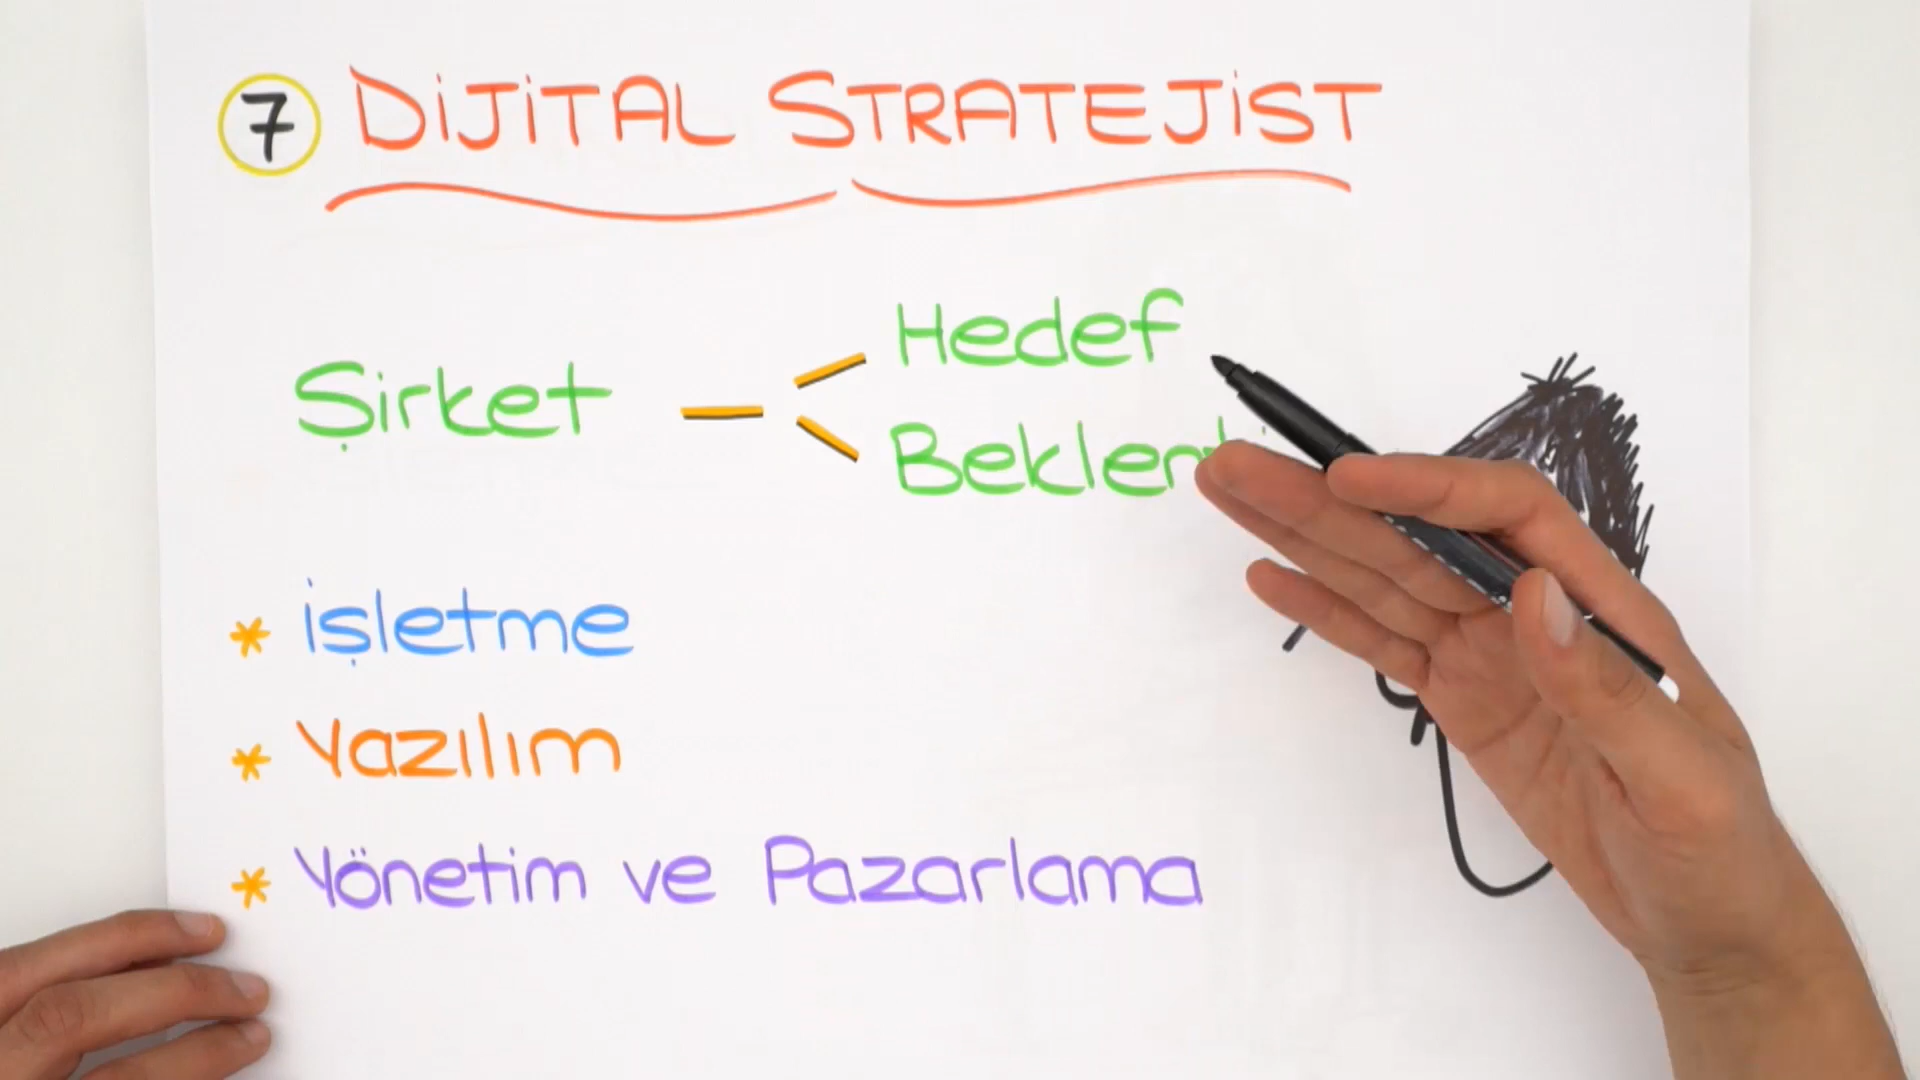 7 DİJİTAL STRATEJİST
Hedef
Şirket
* İşletme
* Yazılım
* Yönetim ve Pazarlama